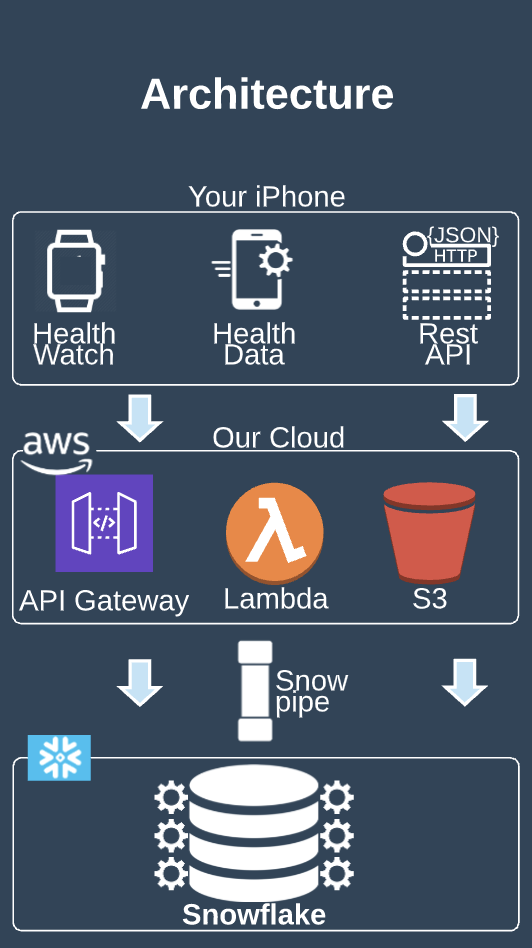 Architecture
Your iPhone
{JSON}
HTTP
Health
Watch
Health
Data
Rest
API
aws
Our Cloud
</>
API Gateway
Lambda
S3
Snow
pipe
Snowflake